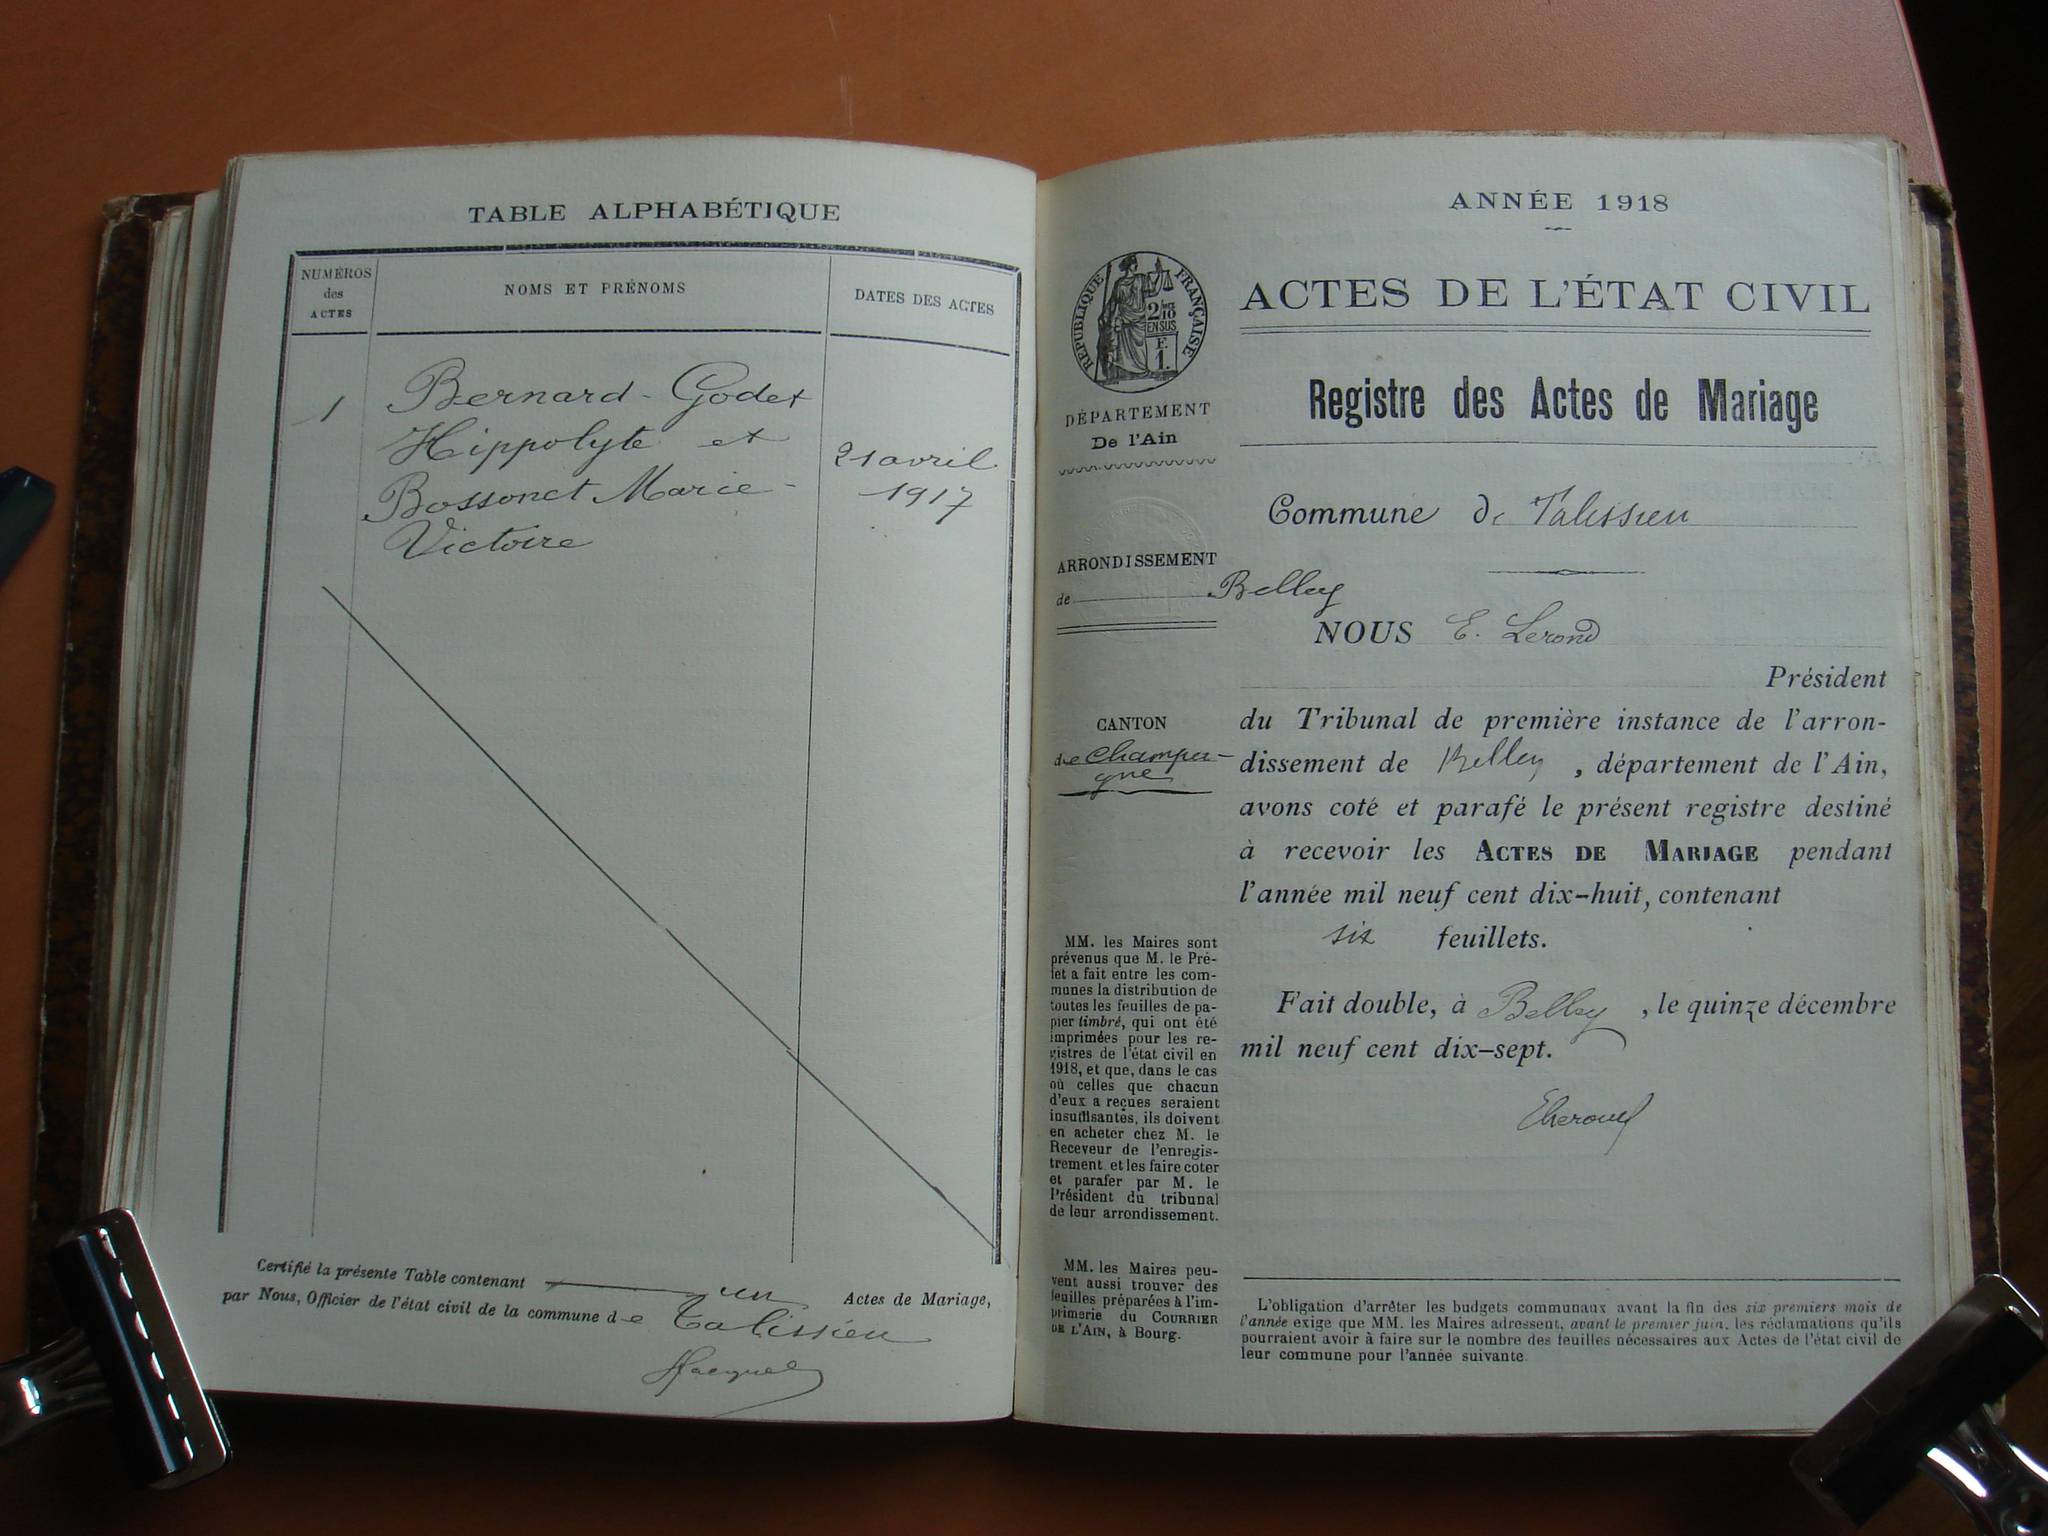 TABLE ALPHABÉTIQUE
NUMÉROS
des
ACTES
NOMS ET PRÉNOMS
DATES DES ACTES
1
Bernard-Godet
Hippolyte et
Bossonet Marie-
Victoire
21 avril
1917
Certifié la présente Table contenant un Actes de Mariage,
par Nous, Officier de l'état civil de la commune de Talissieu
ANNÉE 1918
RÉPUBLIQUE FRANÇAISE
2/10
EN SUS
F.
1.
DÉPARTEMENT
De l'Ain
ARRONDISSEMENT
de Belley
CANTON
de Champa-
gne
MM. les Maires sont
prévenus que M. le Pré-
fet a fait entre les com-
munes la distribution de
toutes les feuilles de pa-
pier timbré, qui ont été
imprimées pour les re-
gistres de l'état civil en
1918, et que, dans le cas
où celles que chacun
d'eux a reçues seraient
insuffisantes, ils doivent
en acheter chez M. le
Receveur de l'enregis-
trement et les faire coter
et parafer par M. le
Président du tribunal
de leur arrondissement.
MM. les Maires peu-
vent aussi trouver des
feuilles préparées à l'im-
primerie du COURRIER
DE L'AIN, à Bourg.
ACTES DE L'ÉTAT CIVIL
Registre des Actes de Mariage
Commune de Talissieu
NOUS E. Lerond
Président
du Tribunal de première instance de l'arron-
dissement de Belley, département de l'Ain,
avons coté et parafé le présent registre destiné
à recevoir les ACTES DE MARIAGE pendant
l'année mil neuf cent dix-huit, contenant
six feuillets.
Fait double, à Belley, le quinze décembre
mil neuf cent dix-sept.
L'obligation d'arrêter les budgets communaux avant la fin des six premiers mois de
l'année exige que MM. les Maires adressent, avant le premier juin, les réclamations qu'ils
pourraient avoir à faire sur le nombre des feuilles nécessaires aux Actes de l'état civil de
leur commune pour l'année suivante.